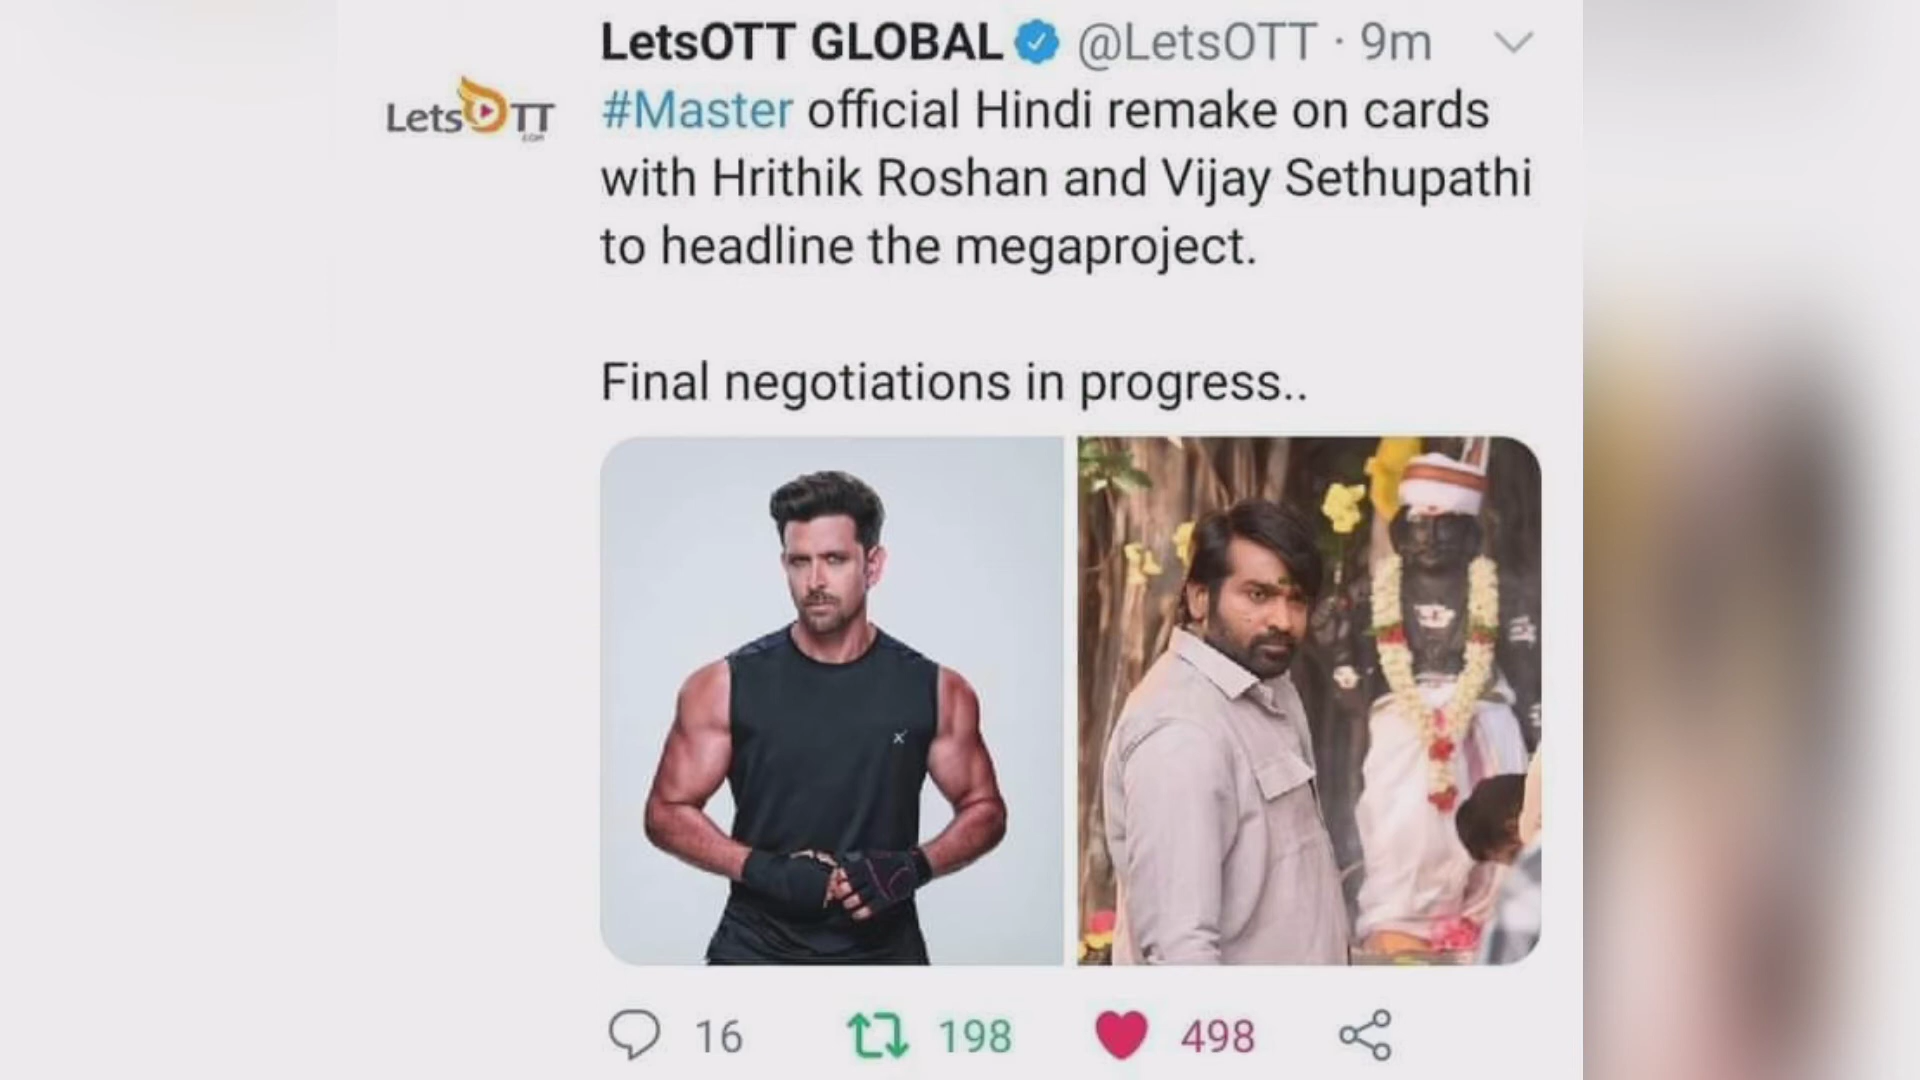 LetsOTT GLOBAL @LetsOTT · 9m
LetsOTT
.COM
#Master official Hindi remake on cards
with Hrithik Roshan and Vijay Sethupathi
to headline the megaproject.
Final negotiations in progress..
16 198 498